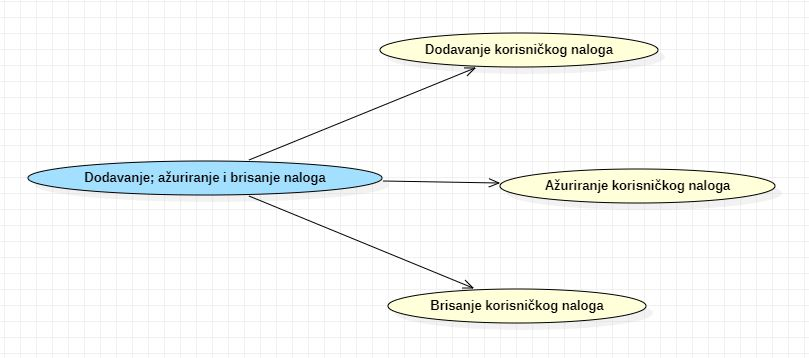 Dodavanje korisničkog naloga
Dodavanje; ažuriranje i brisanje naloga
Ažuriranje korisničkog naloga
Brisanje korisničkog naloga